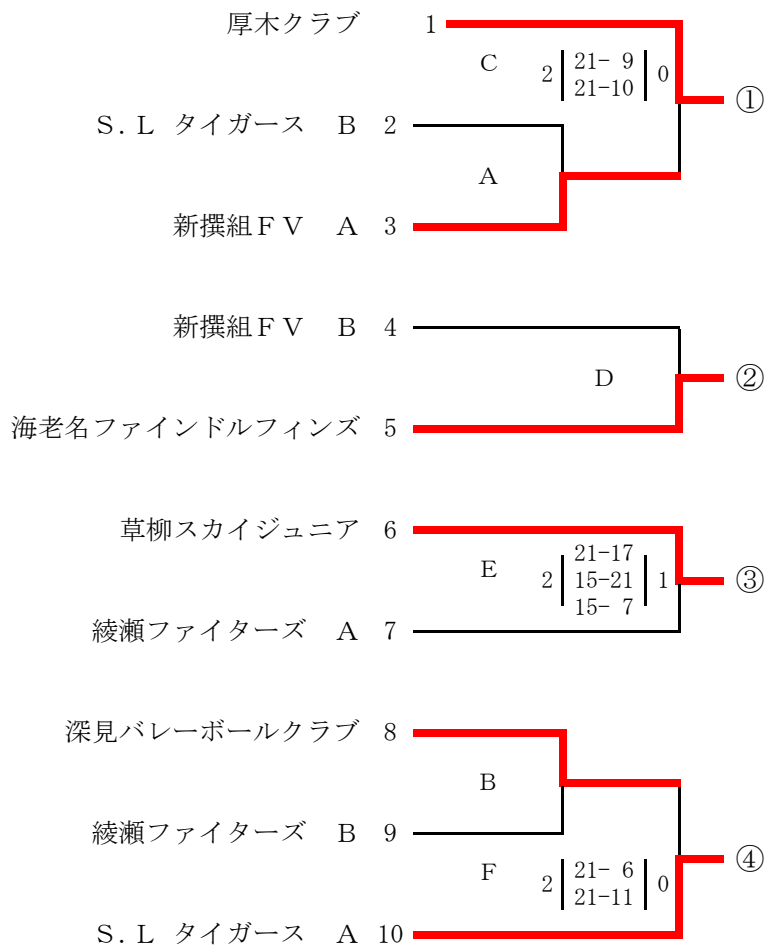 厚木クラブ 1
C 2 21- 9 0
21-10
①
S.L タイガース B 2
A
新撰組FV A 3
新撰組FV B 4
D ②
海老名ファインドルフィンズ 5
草柳スカイジュニア 6
21-17
E 2 15-21 1 ③
15- 7
綾瀬ファイターズ A 7
深見バレーボールクラブ 8
B
綾瀬ファイターズ B 9
④
F 2 21- 6 0
21-11
S.L タイガース A 10